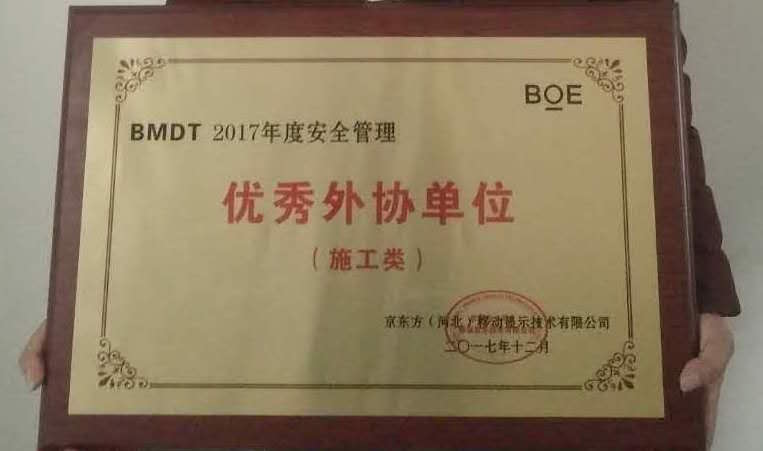 BOE
BMDT 2017年度安全管理
优秀外协单位
（施工类）
京东方（河北）移动显示技术有限公司
二〇一七年十二月